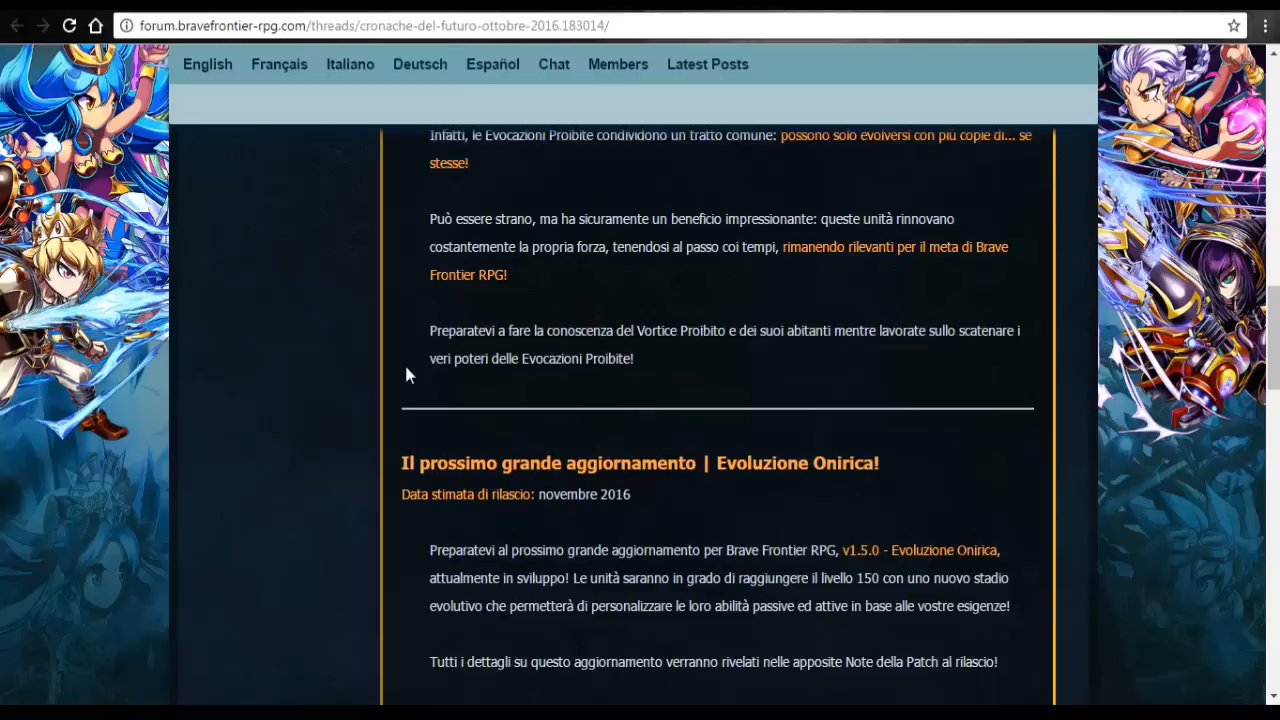 forum.bravefrontier-rpg.com/threads/cronache-del-futuro-ottobre-2016.183014/
English Français Italiano Deutsch Español Chat Members Latest Posts
Infatti, le Evocazioni Proibite condividono un tratto comune: possono solo evolversi con più copie di... se
stesse!
Può essere strano, ma ha sicuramente un beneficio impressionante: queste unità rinnovano
costantemente la propria forza, tenendosi al passo coi tempi, rimanendo rilevanti per il meta di Brave
Frontier RPG!
Preparatevi a fare la conoscenza del Vortice Proibito e dei suoi abitanti mentre lavorate sullo scatenare i
veri poteri delle Evocazioni Proibite!
Il prossimo grande aggiornamento | Evoluzione Onirica!
Data stimata di rilascio: novembre 2016
Preparatevi al prossimo grande aggiornamento per Brave Frontier RPG, v1.5.0 - Evoluzione Onirica,
attualmente in sviluppo! Le unità saranno in grado di raggiungere il livello 150 con uno nuovo stadio
evolutivo che permetterà di personalizzare le loro abilità passive ed attive in base alle vostre esigenze!
Tutti i dettagli su questo aggiornamento verranno rivelati nelle apposite Note della Patch al rilascio!